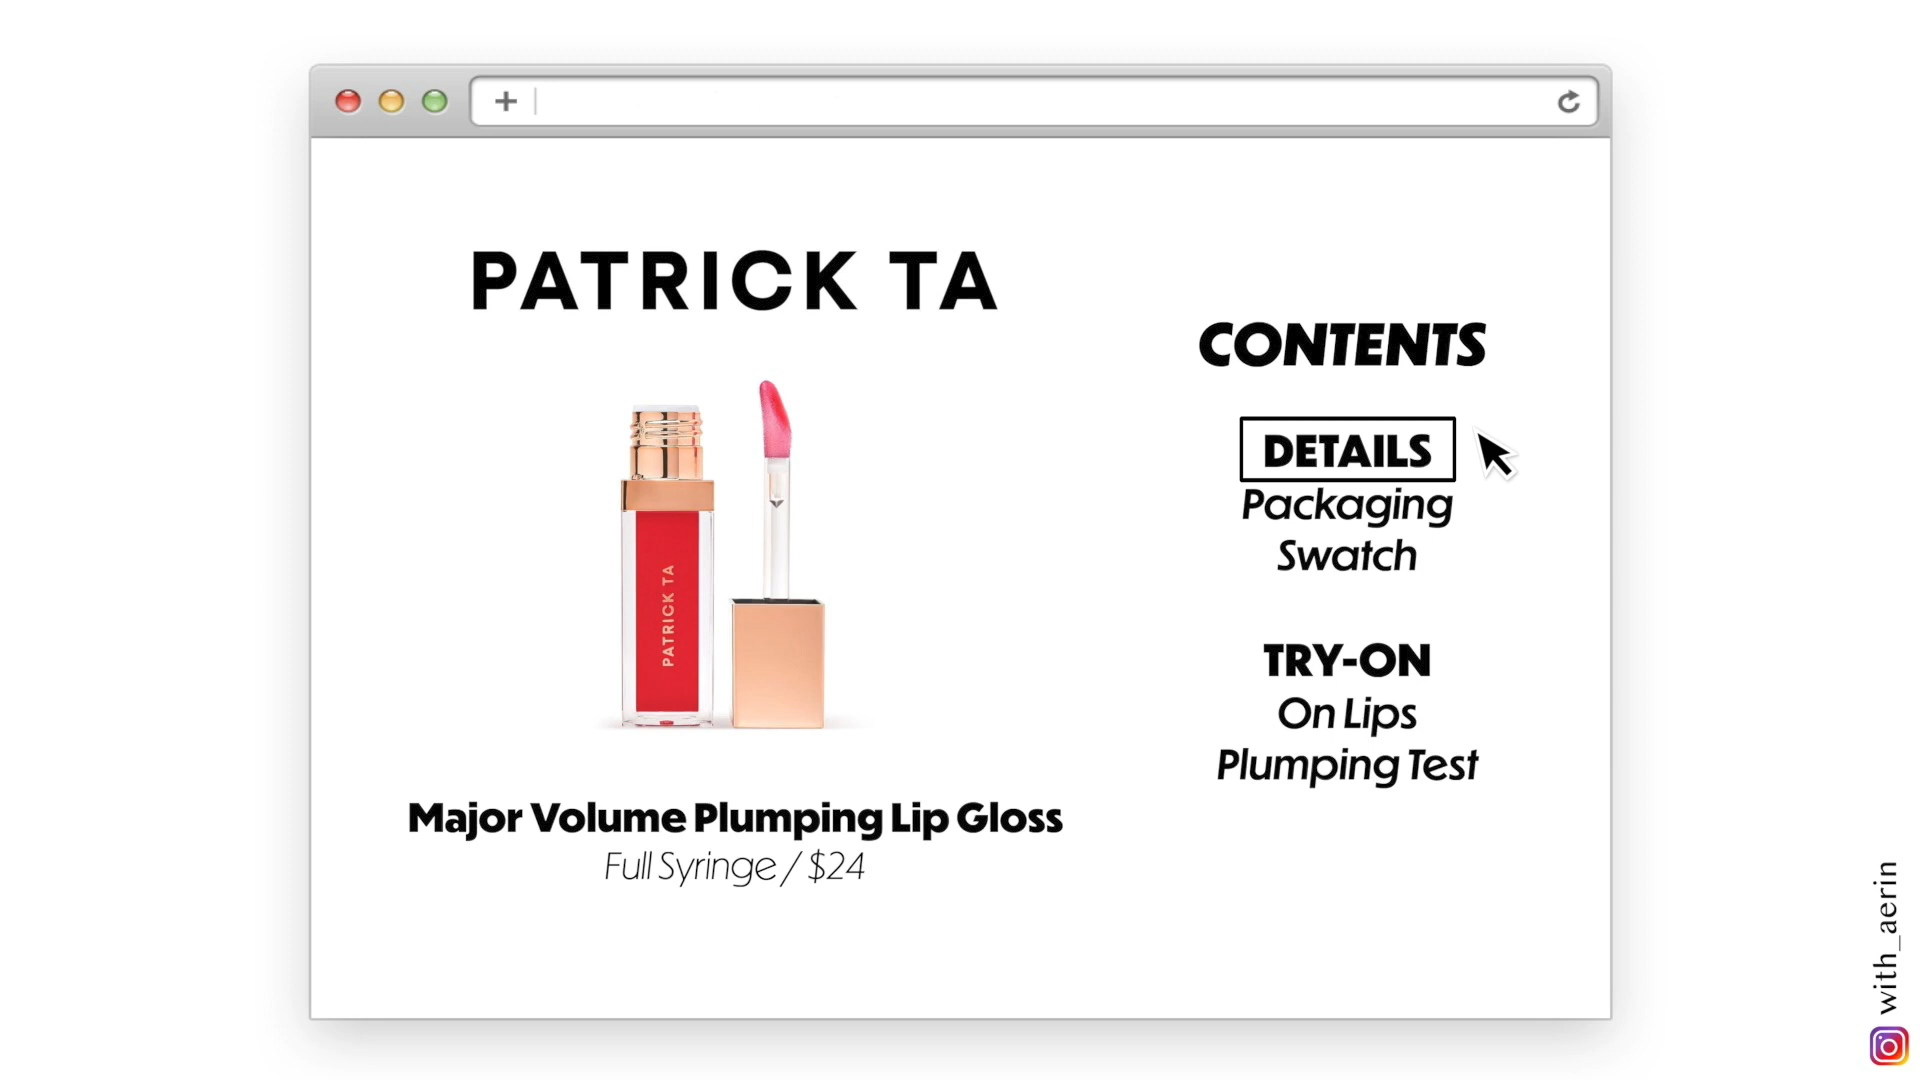 PATRICK TA
PATRICK TA
Major Volume Plumping Lip Gloss
Full Syringe / $24
CONTENTS
DETAILS
Packaging
Swatch
TRY-ON
On Lips
Plumping Test
with_aerin